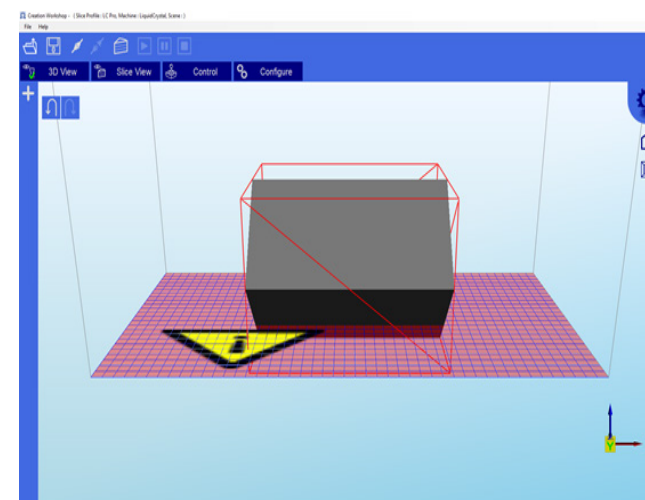 Creation Workshop - ( Slice Profile : LC Pro, Machine : LiquidCrystal, Scene : )
File Help
3D View Slice View Control Configure
Y